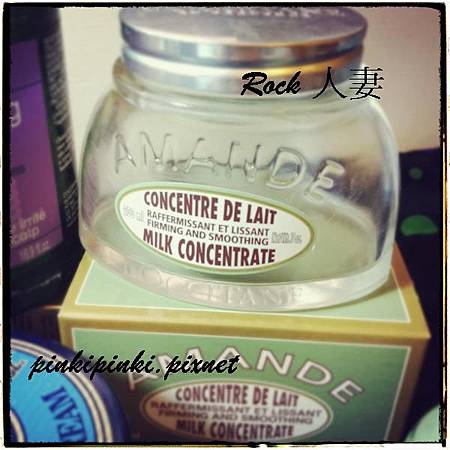 Rock 人妻
AMANDE
CONCENTRE DE LAIT
RAFFERMISSANT ET LISSANT
FIRMING AND SMOOTHING
MILK CONCENTRATE
L'OCCITANE
pinkipinki.pixnet
AMANDE
CONCENTRE DE LAIT
RAFFERMISSANT ET LISSANT
FIRMING AND SMOOTHING
MILK CONCENTRATE